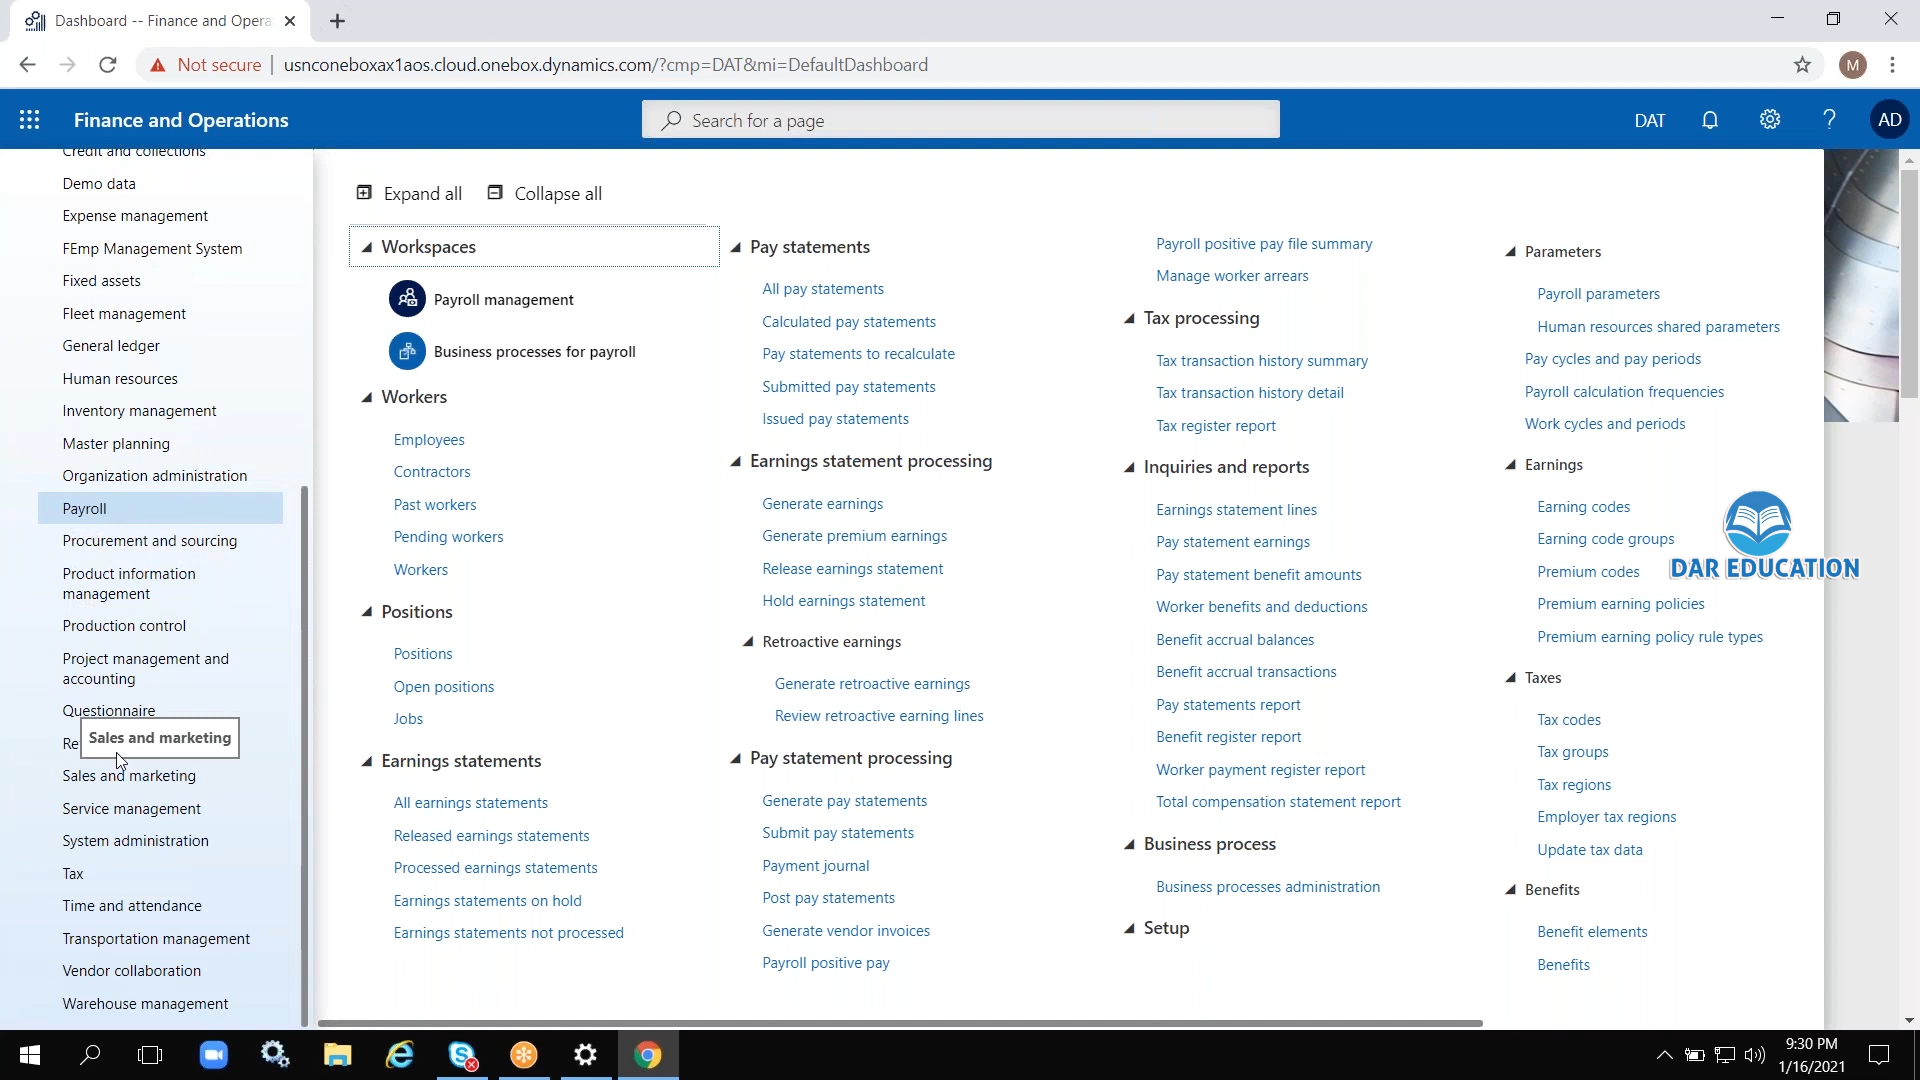 Dashboard -- Finance and Opera
Not secure
usnconeboxax1aos.cloud.onebox.dynamics.com/?cmp=DAT&mi=DefaultDashboard
M
Finance and Operations
Search for a page
DAT
?
AD
Credit and collections
Demo data
Expense management
FEmp Management System
Fixed assets
Fleet management
General ledger
Human resources
Inventory management
Master planning
Organization administration
Payroll
Procurement and sourcing
Product information
management
Production control
Project management and
accounting
Questionnaire
Sales and marketing
Sales and marketing
Service management
System administration
Tax
Time and attendance
Transportation management
Vendor collaboration
Warehouse management
Expand all
Collapse all
Workspaces
Payroll management
Business processes for payroll
Workers
Employees
Contractors
Past workers
Pending workers
Workers
Positions
Positions
Open positions
Jobs
Earnings statements
All earnings statements
Released earnings statements
Processed earnings statements
Earnings statements on hold
Earnings statements not processed
Pay statements
All pay statements
Calculated pay statements
Pay statements to recalculate
Submitted pay statements
Issued pay statements
Earnings statement processing
Generate earnings
Generate premium earnings
Release earnings statement
Hold earnings statement
Retroactive earnings
Generate retroactive earnings
Review retroactive earning lines
Pay statement processing
Generate pay statements
Submit pay statements
Payment journal
Post pay statements
Generate vendor invoices
Payroll positive pay
Payroll positive pay file summary
Manage worker arrears
Tax processing
Tax transaction history summary
Tax transaction history detail
Tax register report
Inquiries and reports
Earnings statement lines
Pay statement earnings
Pay statement benefit amounts
Worker benefits and deductions
Benefit accrual balances
Benefit accrual transactions
Pay statements report
Benefit register report
Worker payment register report
Total compensation statement report
Business process
Business processes administration
Setup
Parameters
Payroll parameters
Human resources shared parameters
Pay cycles and pay periods
Payroll calculation frequencies
Work cycles and periods
Earnings
Earning codes
Earning code groups
Premium codes
Premium earning policies
Premium earning policy rule types
Taxes
Tax codes
Tax groups
Tax regions
Employer tax regions
Update tax data
Benefits
Benefit elements
Benefits
DAR EDUCATION
9:30 PM
1/16/2021